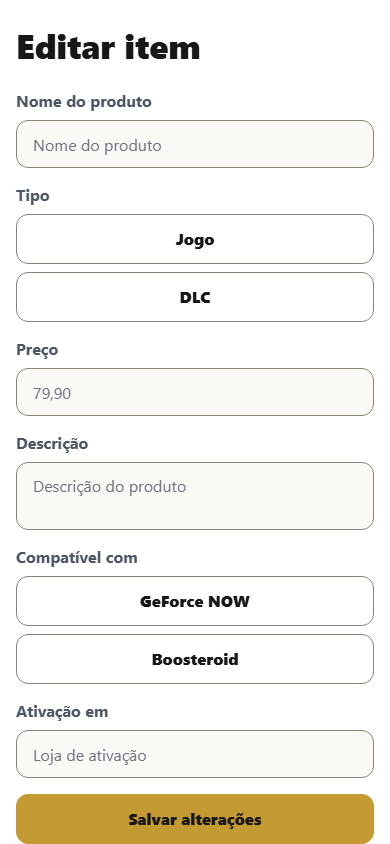 Editar item
Nome do produto
Nome do produto
Tipo
Jogo
DLC
Preço
79,90
Descrição
Descrição do produto
Compatível com
GeForce NOW
Boosteroid
Ativação em
Loja de ativação
Salvar alterações